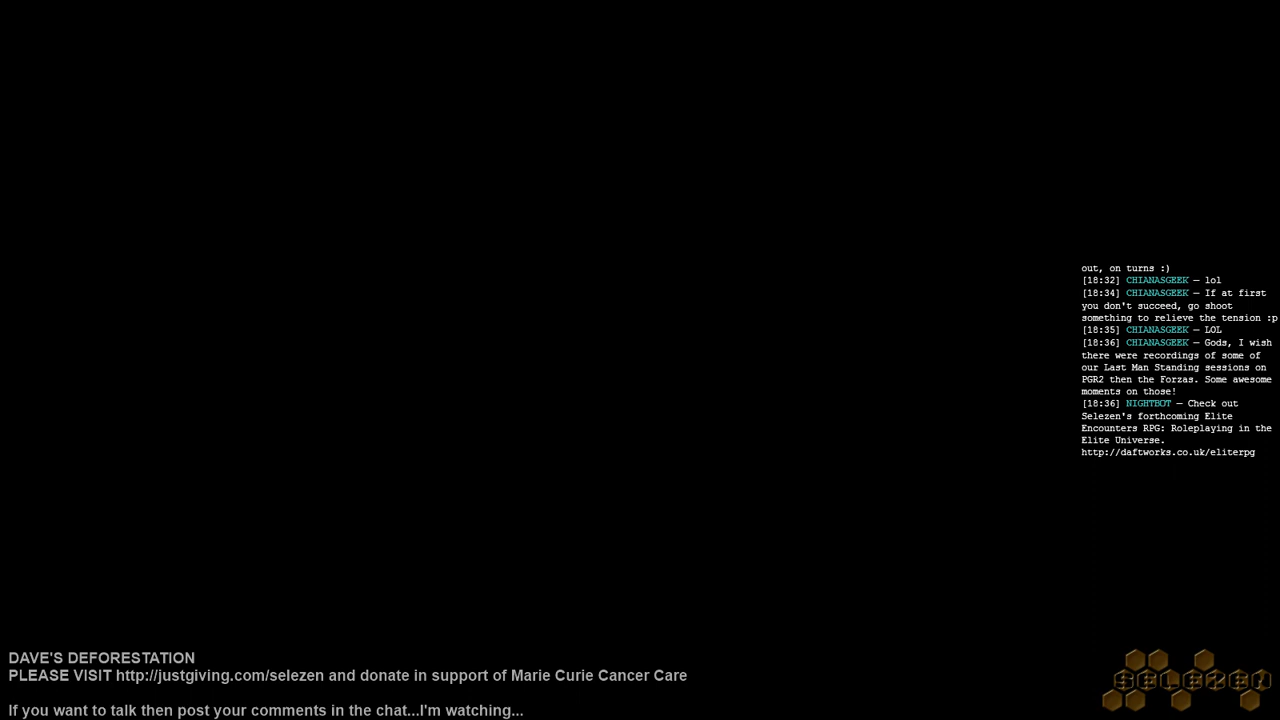 out, on turns :)
[18:32] CHIANASGEEK — lol
[18:34] CHIANASGEEK — If at first
you don't succeed, go shoot
something to relieve the tension :p
[18:35] CHIANASGEEK — LOL
[18:36] CHIANASGEEK — Gods, I wish
there were recordings of some of
our Last Man Standing sessions on
PGR2 then the Forzas. Some awesome
moments on those!
[18:36] NIGHTBOT — Check out
Selezen's forthcoming Elite
Encounters RPG: Roleplaying in the
Elite Universe.
http://daftworks.co.uk/eliterpg
DAVE'S DEFORESTATION
PLEASE VISIT http://justgiving.com/selezen and donate in support of Marie Curie Cancer Care
SELEZEN
If you want to talk then post your comments in the chat...I'm watching...